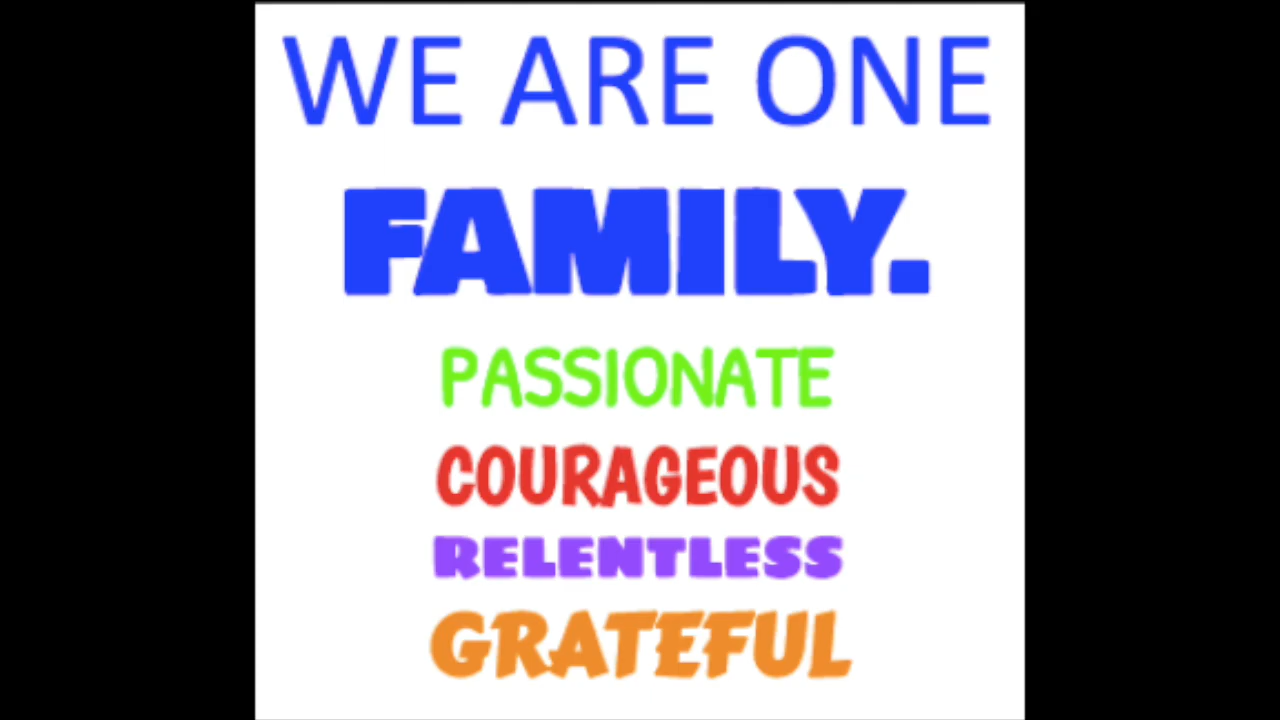 WE ARE ONE
FAMILY.
PASSIONATE
COURAGEOUS
RELENTLESS
GRATEFUL